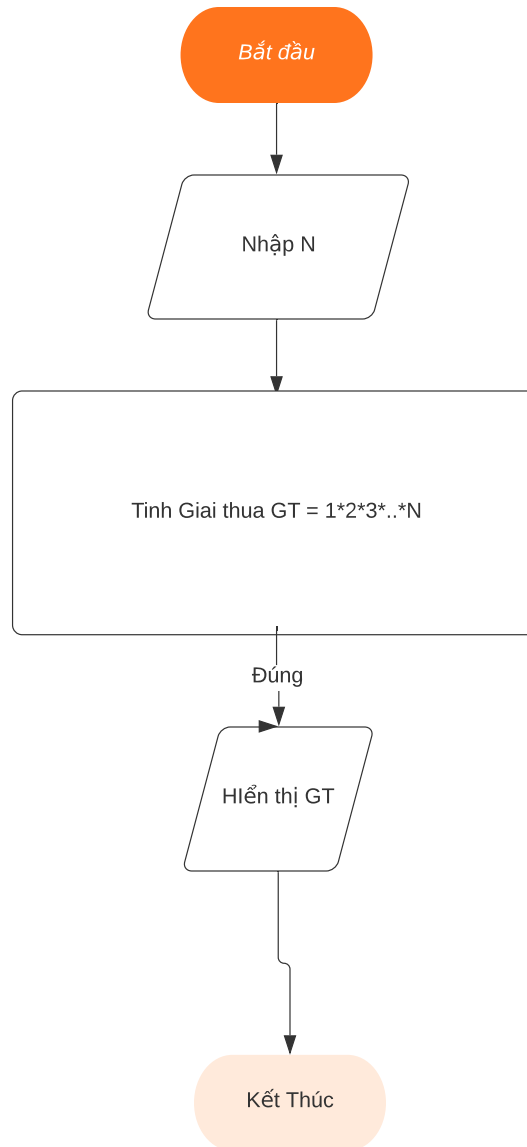 Bắt đầu
Nhập N
Tinh Giai thua GT = 1*2*3*..*N
Đúng
HIển thị GT
Kết Thúc